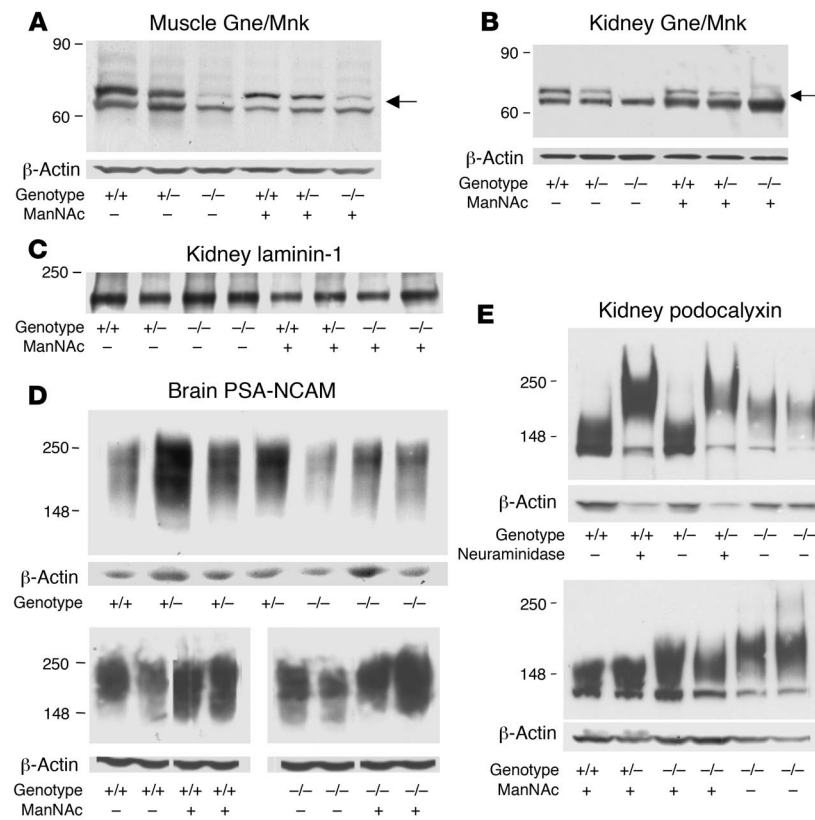 A
Muscle Gne/Mnk
90
60
β-Actin
Genotype +/+ +/– –/– +/+ +/– –/–
ManNAc – – – + + +
B
Kidney Gne/Mnk
90
60
β-Actin
Genotype +/+ +/– –/– +/+ +/– –/–
ManNAc – – – + + +
C
Kidney laminin-1
250
Genotype +/+ +/– –/– –/– +/+ +/– –/– –/–
ManNAc – – – – + + + +
D
Brain PSA-NCAM
250
148
β-Actin
Genotype +/+ +/– +/– +/– –/– –/– –/–
250
148
β-Actin
Genotype +/+ +/+ +/+ +/+ –/– –/– –/– –/–
ManNAc – – + + – – + +
E
Kidney podocalyxin
250
148
β-Actin
Genotype +/+ +/+ +/– +/– –/– –/–
Neuraminidase – + – + – –
250
148
β-Actin
Genotype +/+ +/– –/– –/– –/– –/–
ManNAc + + + + – –